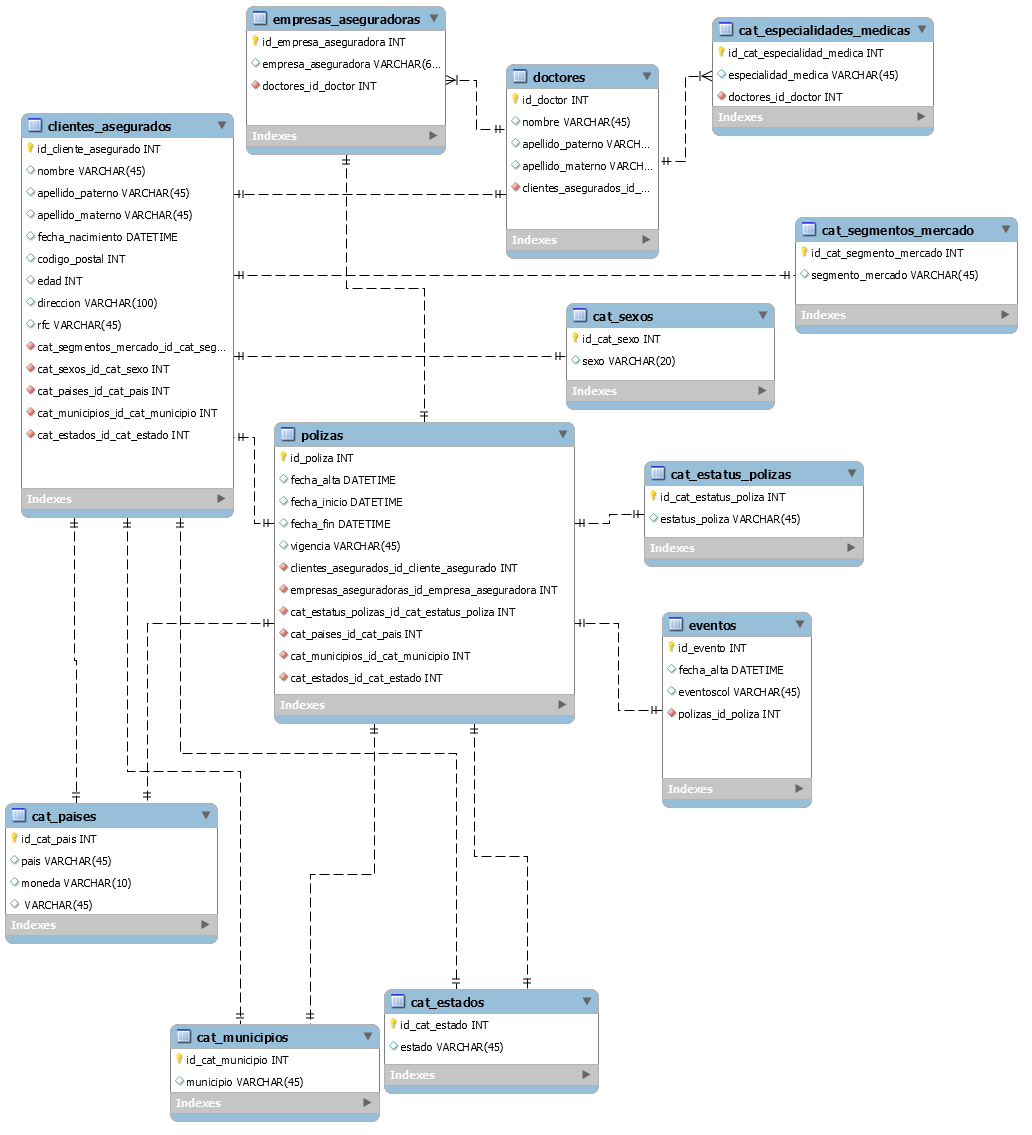 empresas_aseguradoras
id_empresa_aseguradora INT
empresa_aseguradora VARCHAR(6...
doctores_id_doctor INT
Indexes
cat_especialidades_medicas
id_cat_especialidad_medica INT
especialidad_medica VARCHAR(45)
doctores_id_doctor INT
Indexes
doctores
id_doctor INT
nombre VARCHAR(45)
apellido_paterno VARCH...
apellido_materno VARC...
clientes_asegurados_id_...
Indexes
clientes_asegurados
id_cliente_asegurado INT
nombre VARCHAR(45)
apellido_paterno VARCHAR(45)
apellido_materno VARCHAR(45)
fecha_nacimiento DATETIME
codigo_postal INT
edad INT
direccion VARCHAR(100)
rfc VARCHAR(45)
cat_segmentos_mercado_id_cat_seg...
cat_sexos_id_cat_sexo INT
cat_paises_id_cat_pais INT
cat_municipios_id_cat_municipio INT
cat_estados_id_cat_estado INT
Indexes
cat_segmentos_mercado
id_cat_segmento_mercado INT
segmento_mercado VARCHAR(45)
Indexes
cat_sexos
id_cat_sexo INT
sexo VARCHAR(20)
Indexes
polizas
id_poliza INT
fecha_alta DATETIME
fecha_inicio DATETIME
fecha_fin DATETIME
vigencia VARCHAR(45)
clientes_asegurados_id_cliente_asegurado INT
empresas_aseguradoras_id_empresa_aseguradora INT
cat_estatus_polizas_id_cat_estatus_poliza INT
cat_paises_id_cat_pais INT
cat_municipios_id_cat_municipio INT
cat_estados_id_cat_estado INT
Indexes
cat_estatus_polizas
id_cat_estatus_poliza INT
estatus_poliza VARCHAR(45)
Indexes
eventos
id_evento INT
fecha_alta DATETIME
eventoscol VARCHAR(45)
polizas_id_poliza INT
Indexes
cat_paises
id_cat_pais INT
pais VARCHAR(45)
moneda VARCHAR(10)
VARCHAR(45)
Indexes
cat_estados
id_cat_estado INT
estado VARCHAR(45)
Indexes
cat_municipios
id_cat_municipio INT
municipio VARCHAR(45)
Indexes